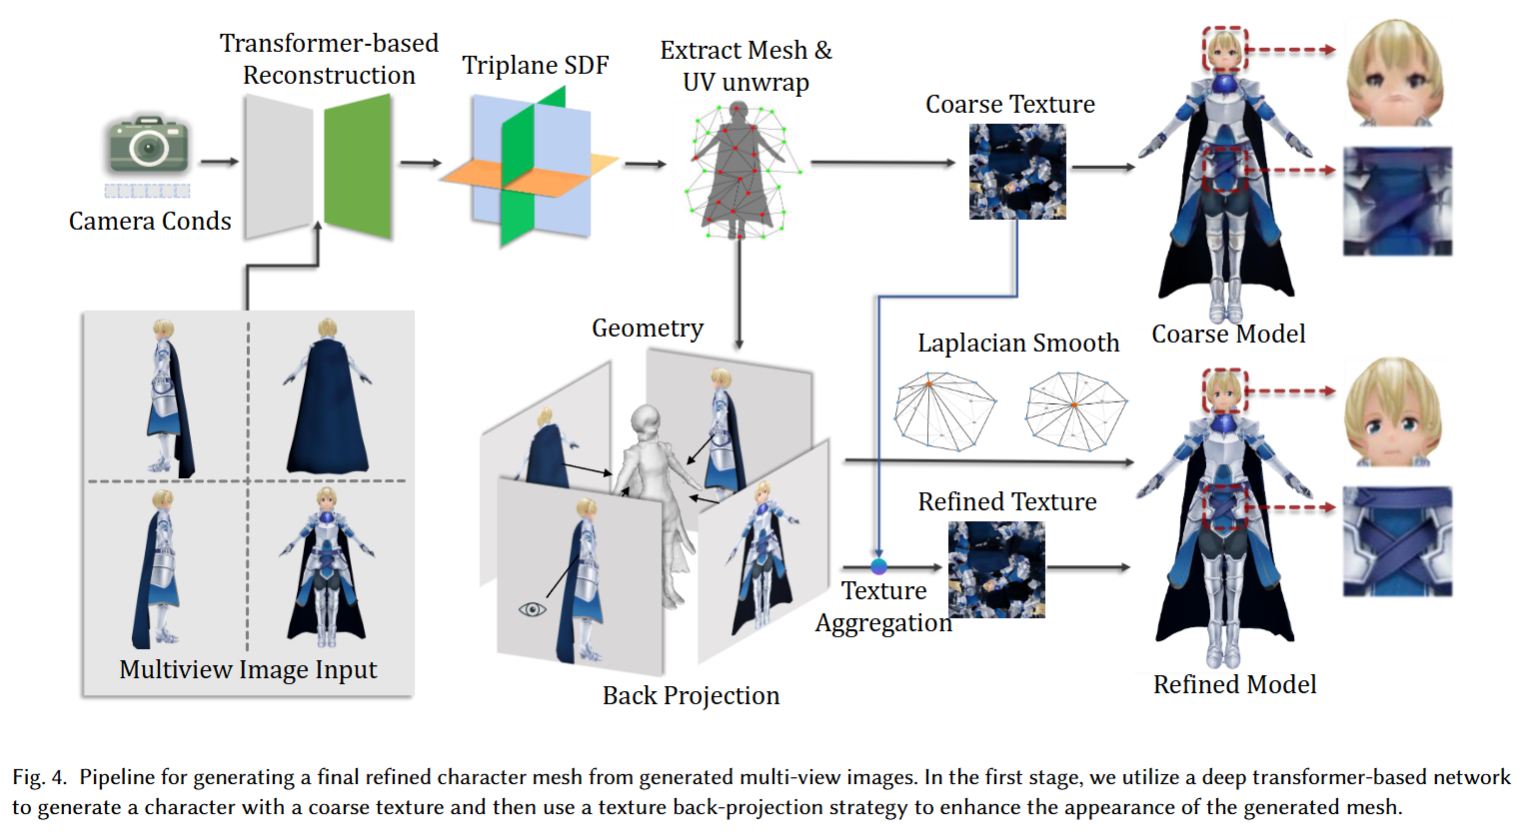 Transformer-based
Reconstruction
Triplane SDF
Extract Mesh &
UV unwrap
Coarse Texture
Camera Conds
Geometry
Laplacian Smooth
Coarse Model
Refined Texture
Texture
Aggregation
Multiview Image Input
Back Projection
Refined Model
Fig. 4. Pipeline for generating a final refined character mesh from generated multi-view images. In the first stage, we utilize a deep transformer-based network
to generate a character with a coarse texture and then use a texture back-projection strategy to enhance the appearance of the generated mesh.